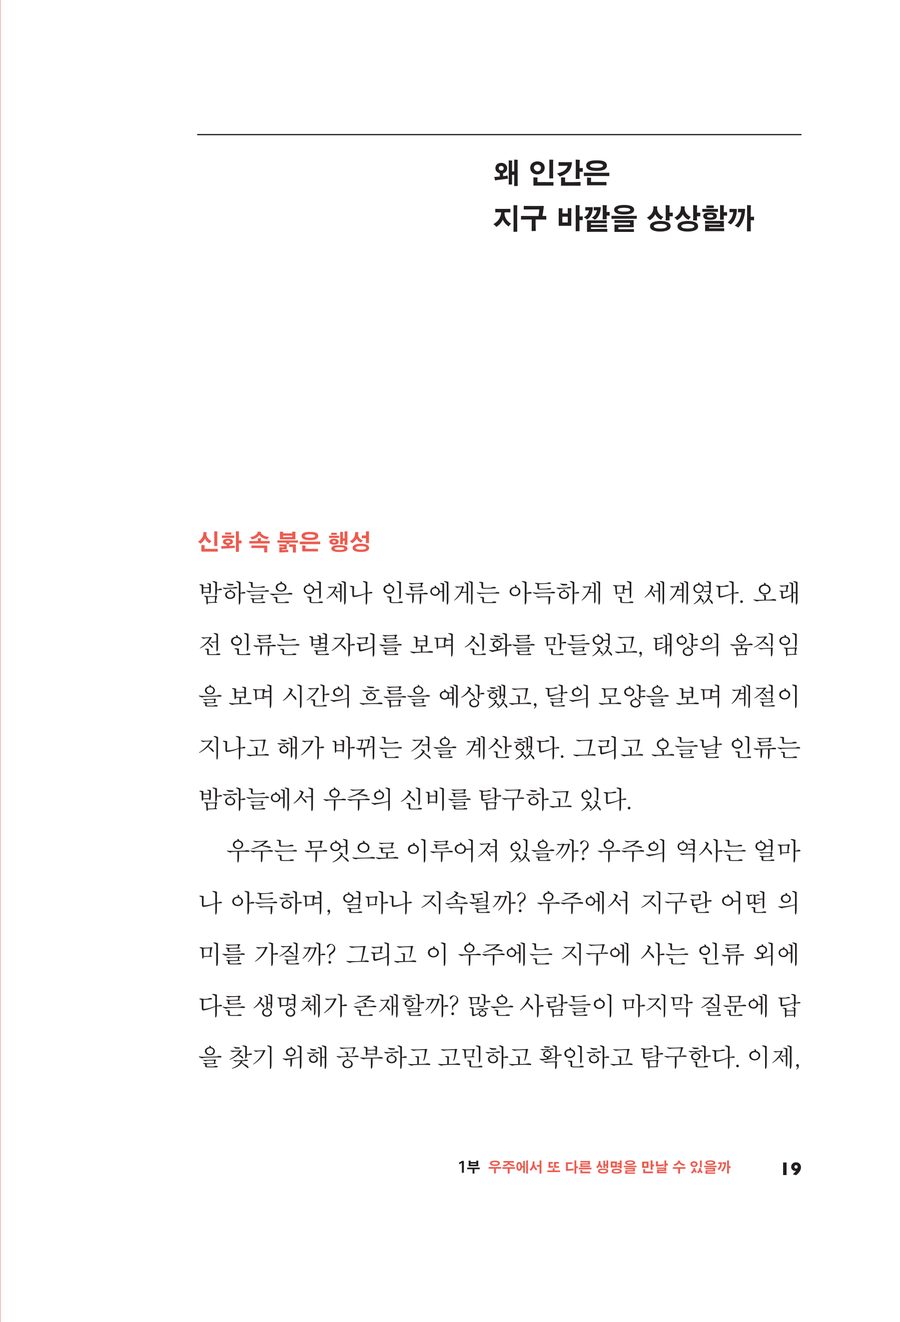 왜 인간은
지구 바깥을 상상할까
신화 속 붉은 행성
밤하늘은 언제나 인류에게는 아득하게 먼 세계였다. 오래
전 인류는 별자리를 보며 신화를 만들었고, 태양의 움직임
을 보며 시간의 흐름을 예상했고, 달의 모양을 보며 계절이
지나고 해가 바뀌는 것을 계산했다. 그리고 오늘날 인류는
밤하늘에서 우주의 신비를 탐구하고 있다.
우주는 무엇으로 이루어져 있을까? 우주의 역사는 얼마
나 아득하며, 얼마나 지속될까? 우주에서 지구란 어떤 의
미를 가질까? 그리고 이 우주에는 지구에 사는 인류 외에
다른 생명체가 존재할까? 많은 사람들이 마지막 질문에 답
을 찾기 위해 공부하고 고민하고 확인하고 탐구한다. 이제,
1부 우주에서 또 다른 생명을 만날 수 있을까 19